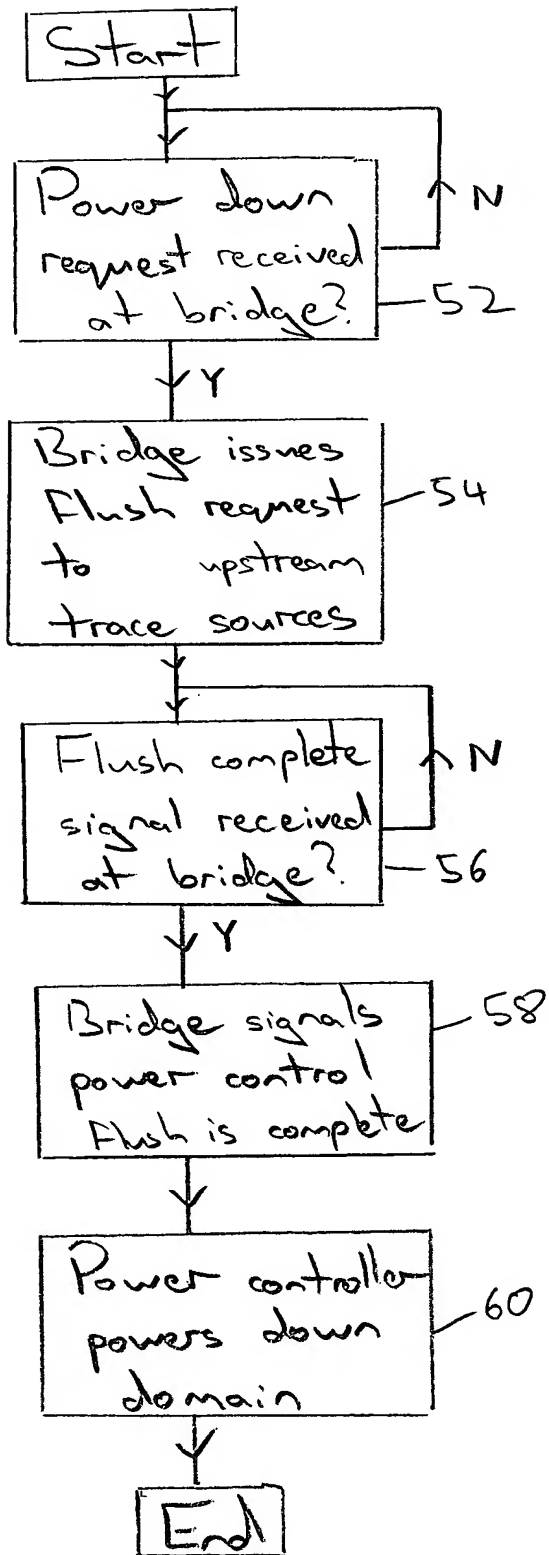 Start
N
Power down
request received
at bridge?
52
Y
Bridge issues
Flush request
to upstream
trace sources
54
Flush complete
signal received
at bridge?
N
56
Y
Bridge signals
power control
Flush is complete
58
Power controller
powers down
domain
60
End